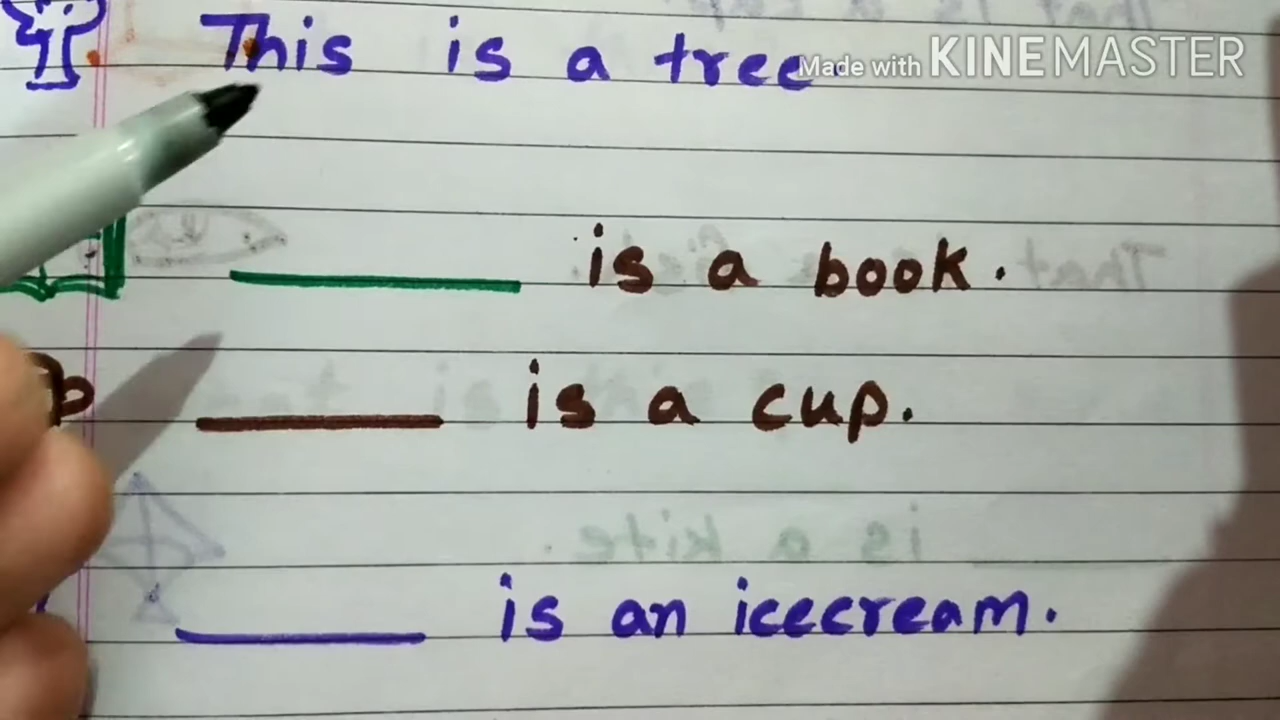 This is a tree.
Made with KINEMASTER
is a book.
is a cup.
is an icecream.